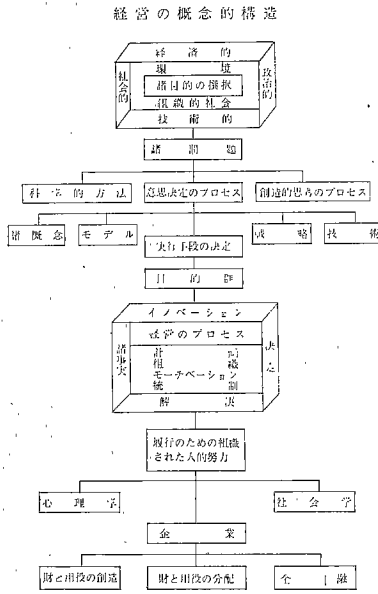 経営の概念的構造
経済的
環境
社会的
諸目的の選択
政治的
組織的社会
技術的
諸問題
科学的方法
意思決定のプロセス
創造的思考のプロセス
諸概念
モデル
戦略
技術
実行手段の決定
目的
イノベーション
経営のプロセス
諸事実
計画
決定
組織
モーチベーション
統制
解決
履行のための組織
された人的努力
心理学
社会学
企業
財と用役の創造
財と用役の分配
金融